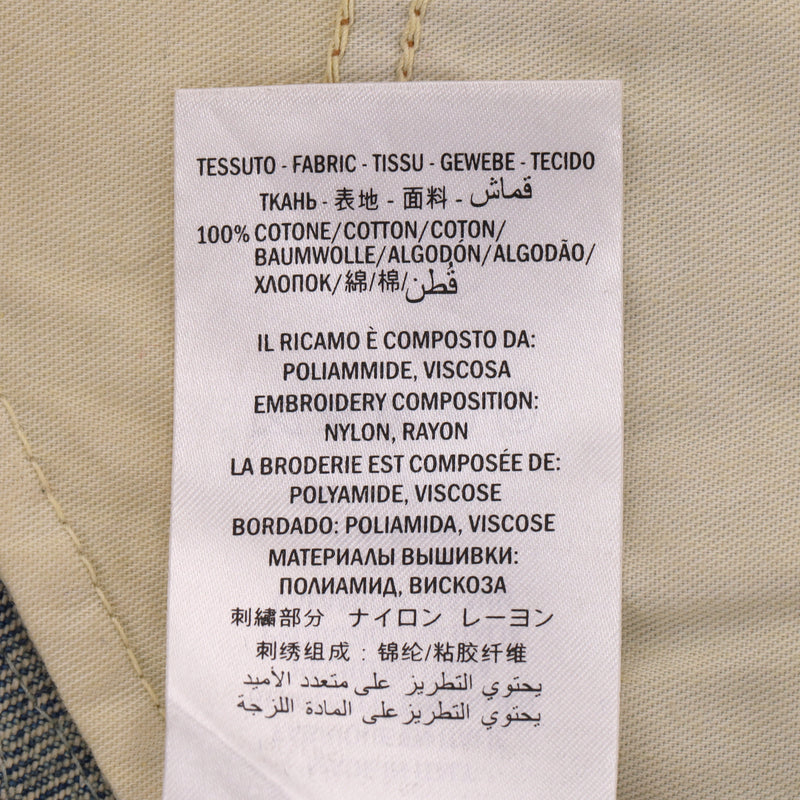 TESSUTO - FABRIC - TISSU - GEWEBE - TECIDO
ТКАНЬ - 表地 - 面料 - قماش
100% COTONE/COTTON/COTON/
BAUMWOLLE/ALGODÓN/ALGODÃO/
ХЛОПОК/綿/棉/قُطن
IL RICAMO È COMPOSTO DA:
POLIAMMIDE, VISCOSA
EMBROIDERY COMPOSITION:
NYLON, RAYON
LA BRODERIE EST COMPOSÉE DE:
POLYAMIDE, VISCOSE
BORDADO: POLIAMIDA, VISCOSE
МАТЕРИАЛЫ ВЫШИВКИ:
ПОЛИАМИД, ВИСКОЗА
刺繍部分 ナイロン レーヨン
刺绣组成：锦纶/粘胶纤维
يحتوي التطريز على متعدد الأميد
يحتوي التطريز على المادة اللزجة